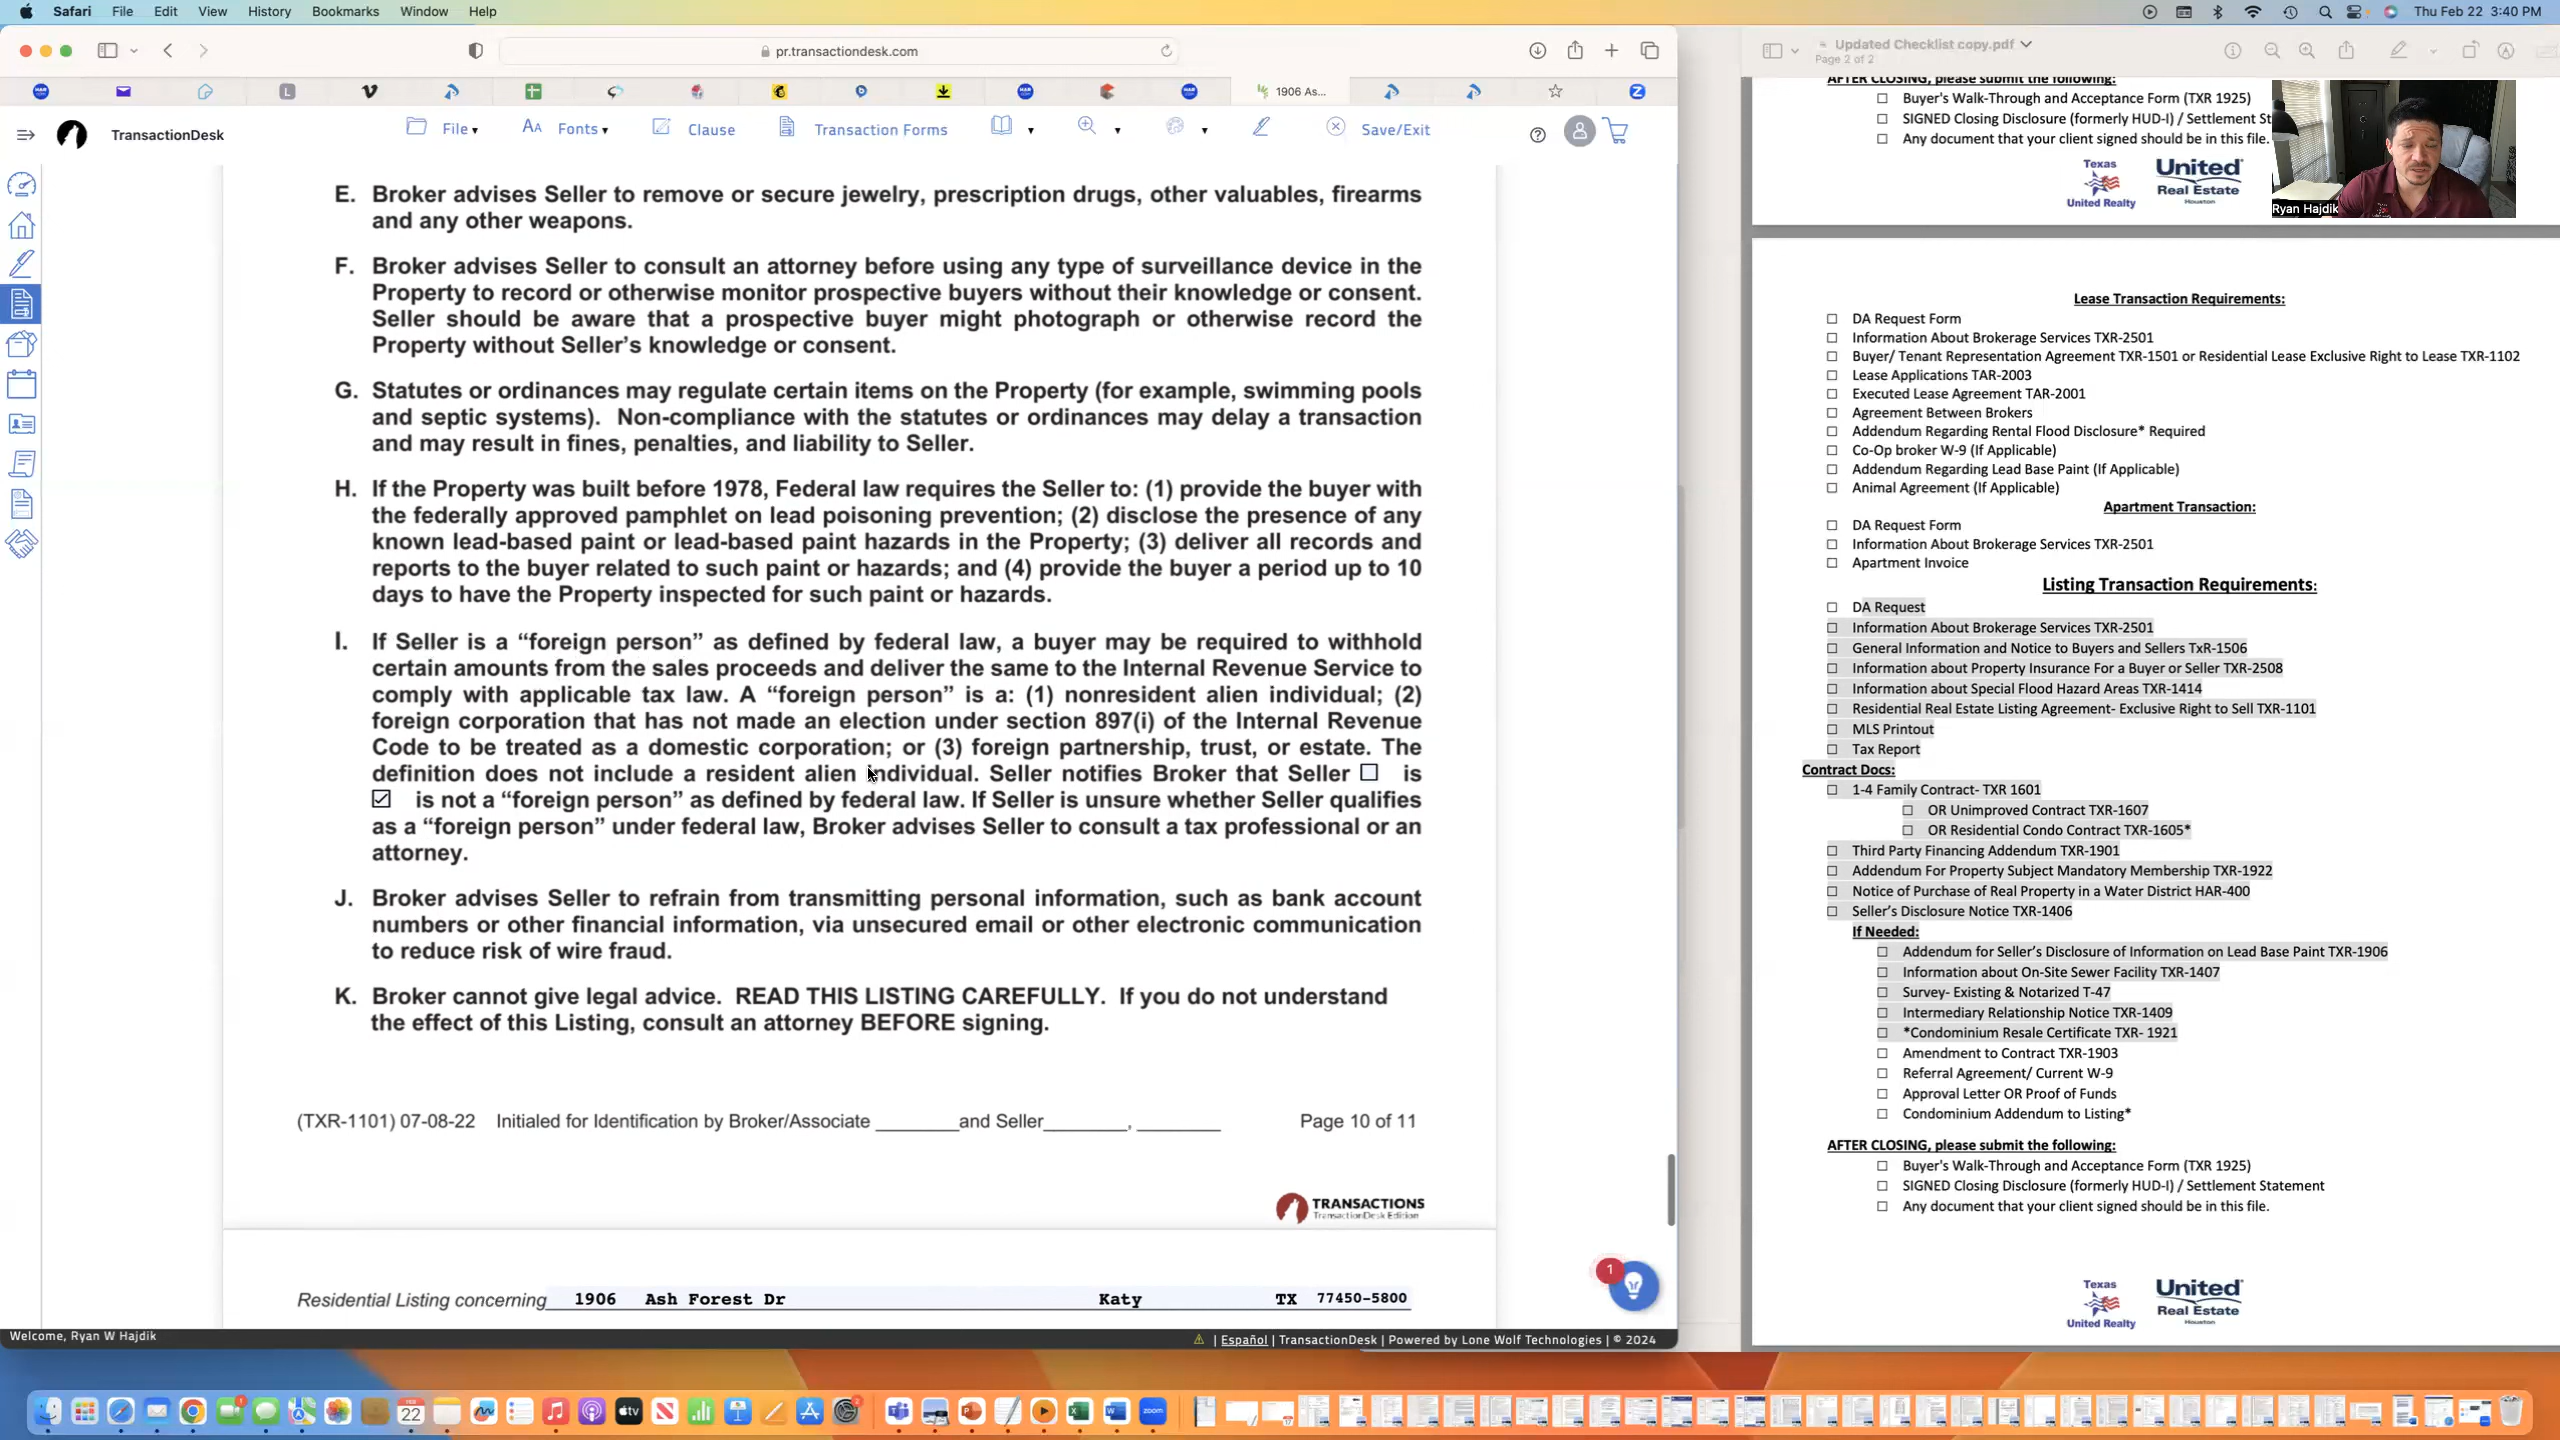 Safari File Edit View History Bookmarks Window Help
Thu Feb 22 3:40 PM
pr.transactiondesk.com
1906 As...
TransactionDesk
File
Fonts
Clause
Transaction Forms
Save/Exit
E. Broker advises Seller to remove or secure jewelry, prescription drugs, other valuables, firearms
and any other weapons.
F. Broker advises Seller to consult an attorney before using any type of surveillance device in the
Property to record or otherwise monitor prospective buyers without their knowledge or consent.
Seller should be aware that a prospective buyer might photograph or otherwise record the
Property without Seller's knowledge or consent.
G. Statutes or ordinances may regulate certain items on the Property (for example, swimming pools
and septic systems). Non-compliance with the statutes or ordinances may delay a transaction
and may result in fines, penalties, and liability to Seller.
H. If the Property was built before 1978, Federal law requires the Seller to: (1) provide the buyer with
the federally approved pamphlet on lead poisoning prevention; (2) disclose the presence of any
known lead-based paint or lead-based paint hazards in the Property; (3) deliver all records and
reports to the buyer related to such paint or hazards; and (4) provide the buyer a period up to 10
days to have the Property inspected for such paint or hazards.
I. If Seller is a “foreign person” as defined by federal law, a buyer may be required to withhold
certain amounts from the sales proceeds and deliver the same to the Internal Revenue Service to
comply with applicable tax law. A “foreign person” is a: (1) nonresident alien individual; (2)
foreign corporation that has not made an election under section 897(i) of the Internal Revenue
Code to be treated as a domestic corporation; or (3) foreign partnership, trust, or estate. The
definition does not include a resident alien individual. Seller notifies Broker that Seller ☐ is
☑ is not a “foreign person” as defined by federal law. If Seller is unsure whether Seller qualifies
as a “foreign person” under federal law, Broker advises Seller to consult a tax professional or an
attorney.
J. Broker advises Seller to refrain from transmitting personal information, such as bank account
numbers or other financial information, via unsecured email or other electronic communication
to reduce risk of wire fraud.
K. Broker cannot give legal advice. READ THIS LISTING CAREFULLY. If you do not understand
the effect of this Listing, consult an attorney BEFORE signing.
(TXR-1101) 07-08-22 Initialed for Identification by Broker/Associate ________and Seller________, ________ Page 10 of 11
TRANSACTIONS
TransactionDesk Edition
Residential Listing concerning 1906 Ash Forest Dr Katy TX 77450-5800
1
Welcome, Ryan W Hajdik
| Español | TransactionDesk | Powered by Lone Wolf Technologies | © 2024
Updated Checklist copy.pdf
Page 2 of 2
AFTER CLOSING, please submit the following:
☐ Buyer's Walk-Through and Acceptance Form (TXR 1925)
☐ SIGNED Closing Disclosure (formerly HUD-I) / Settlement St
☐ Any document that your client signed should be in this file.
Texas
United Realty
United
Real Estate
Houston
Ryan Hajdik
Lease Transaction Requirements:
☐ DA Request Form
☐ Information About Brokerage Services TXR-2501
☐ Buyer/ Tenant Representation Agreement TXR-1501 or Residential Lease Exclusive Right to Lease TXR-1102
☐ Lease Applications TAR-2003
☐ Executed Lease Agreement TAR-2001
☐ Agreement Between Brokers
☐ Addendum Regarding Rental Flood Disclosure* Required
☐ Co-Op broker W-9 (If Applicable)
☐ Addendum Regarding Lead Base Paint (If Applicable)
☐ Animal Agreement (If Applicable)
Apartment Transaction:
☐ DA Request Form
☐ Information About Brokerage Services TXR-2501
☐ Apartment Invoice
Listing Transaction Requirements:
☐ DA Request
☐ Information About Brokerage Services TXR-2501
☐ General Information and Notice to Buyers and Sellers TxR-1506
☐ Information about Property Insurance For a Buyer or Seller TXR-2508
☐ Information about Special Flood Hazard Areas TXR-1414
☐ Residential Real Estate Listing Agreement- Exclusive Right to Sell TXR-1101
☐ MLS Printout
☐ Tax Report
Contract Docs:
☐ 1-4 Family Contract- TXR 1601
☐ OR Unimproved Contract TXR-1607
☐ OR Residential Condo Contract TXR-1605*
☐ Third Party Financing Addendum TXR-1901
☐ Addendum For Property Subject Mandatory Membership TXR-1922
☐ Notice of Purchase of Real Property in a Water District HAR-400
☐ Seller's Disclosure Notice TXR-1406
If Needed:
☐ Addendum for Seller's Disclosure of Information on Lead Base Paint TXR-1906
☐ Information about On-Site Sewer Facility TXR-1407
☐ Survey- Existing & Notarized T-47
☐ Intermediary Relationship Notice TXR-1409
☐ *Condominium Resale Certificate TXR- 1921
☐ Amendment to Contract TXR-1903
☐ Referral Agreement/ Current W-9
☐ Approval Letter OR Proof of Funds
☐ Condominium Addendum to Listing*
AFTER CLOSING, please submit the following:
☐ Buyer's Walk-Through and Acceptance Form (TXR 1925)
☐ SIGNED Closing Disclosure (formerly HUD-I) / Settlement Statement
☐ Any document that your client signed should be in this file.
Texas
United Realty
United
Real Estate
Houston
22
tv
zoom